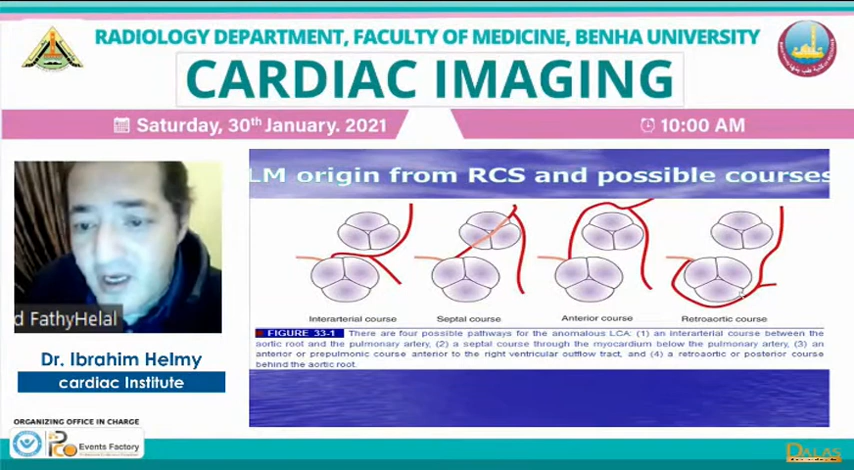 RADIOLOGY DEPARTMENT, FACULTY OF MEDICINE, BENHA UNIVERSITY
CARDIAC IMAGING
Saturday, 30th January. 2021
10:00 AM
LM origin from RCS and possible courses
Interarterial course
Septal course
Anterior course
Retroaortic course
FIGURE 33-1 There are four possible pathways for the anomalous LCA: (1) an interarterial course between the
aortic root and the pulmonary artery, (2) a septal course through the myocardium below the pulmonary artery, (3) an
anterior or prepulmonic course anterior to the right ventricular outflow tract, and (4) a retroaortic or posterior course
behind the aortic root.
d FathyHelal
Dr. Ibrahim Helmy
cardiac Institute
ORGANIZING OFFICE IN CHARGE
Pco Events Factory